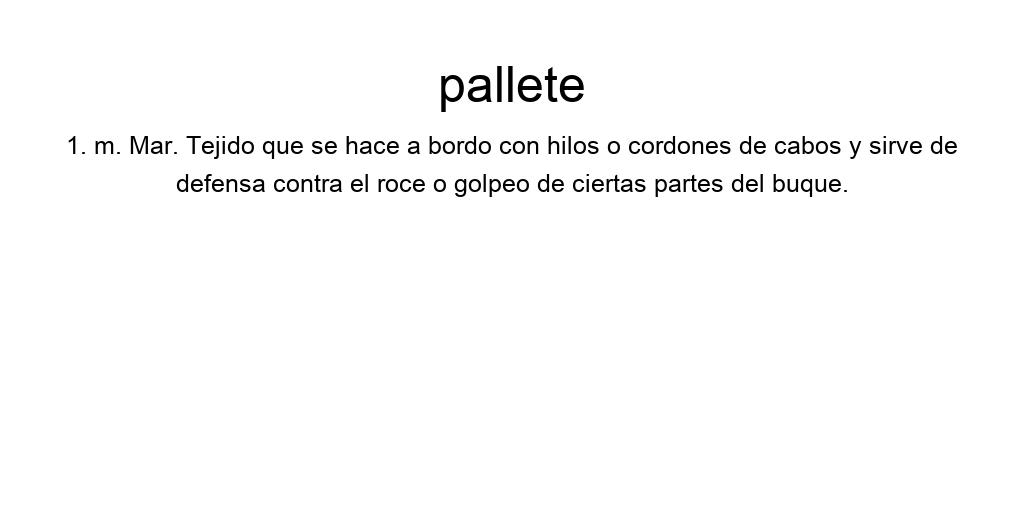 pallete
1. m. Mar. Tejido que se hace a bordo con hilos o cordones de cabos y sirve de
defensa contra el roce o golpeo de ciertas partes del buque.